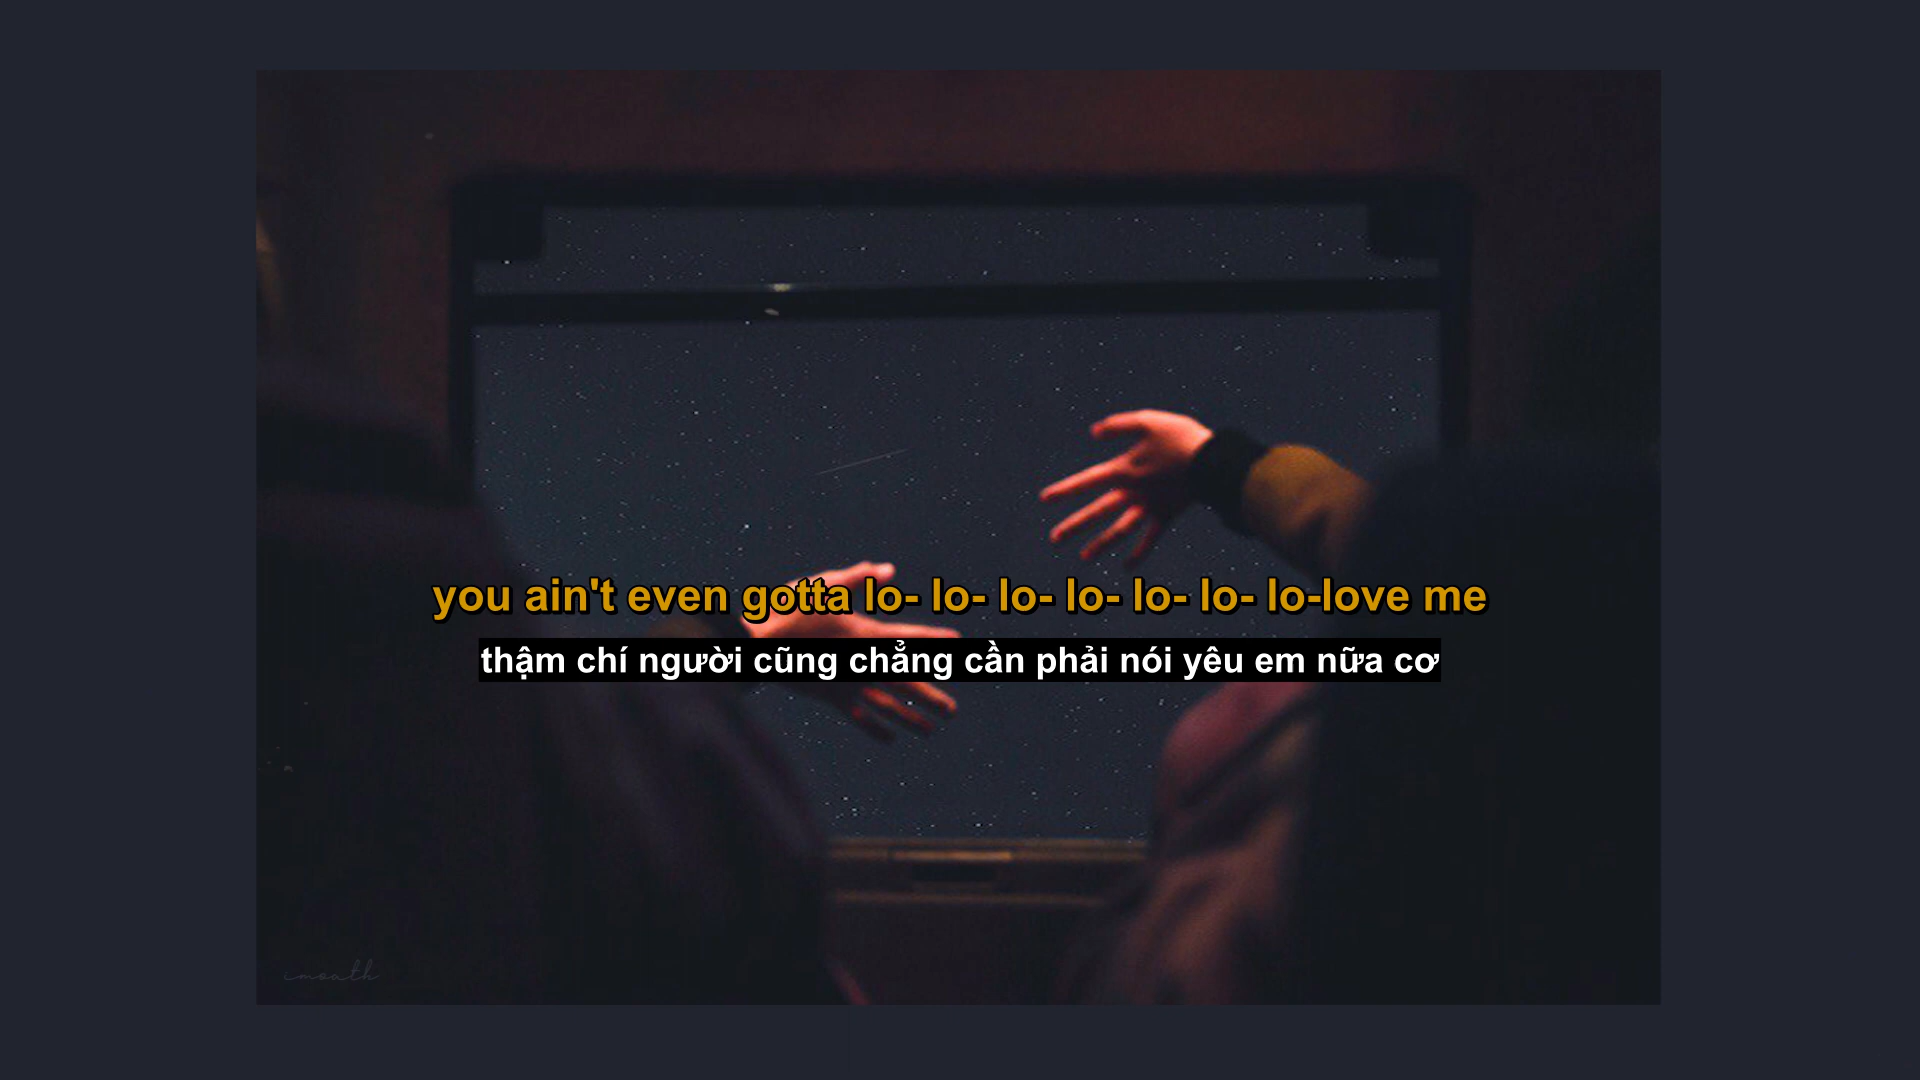 you ain't even gotta lo- lo- lo- lo- lo- lo- lo-love me
thậm chí người cũng chẳng cần phải nói yêu em nữa cơ
imoath